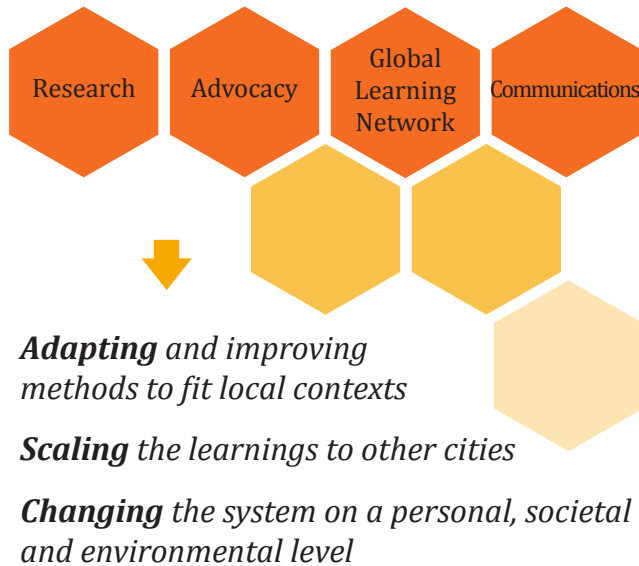 Research
Advocacy
Global
Learning
Network
Communications
Adapting and improving
methods to fit local contexts
Scaling the learnings to other cities
Changing the system on a personal, societal
and environmental level